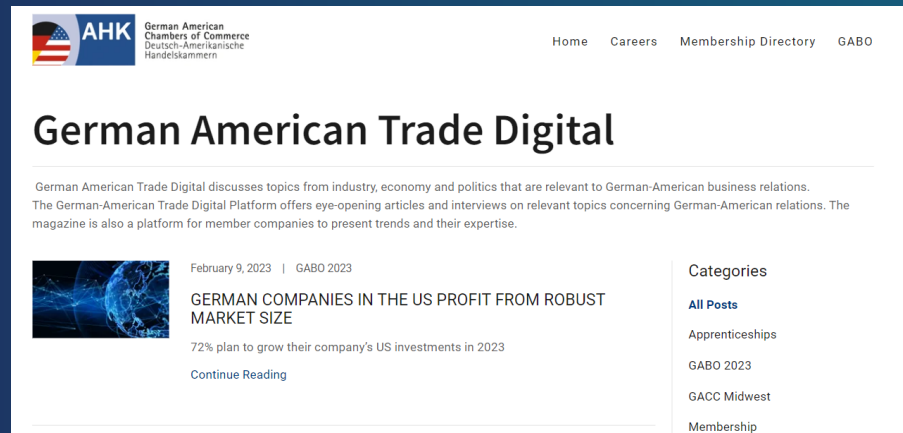 AHK
German American
Chambers of Commerce
Deutsch-Amerikanische
Handelskammern
Home Careers Membership Directory GABO
German American Trade Digital
German American Trade Digital discusses topics from industry, economy and politics that are relevant to German-American business relations.
The German-American Trade Digital Platform offers eye-opening articles and interviews on relevant topics concerning German-American relations. The
magazine is also a platform for member companies to present trends and their expertise.
February 9, 2023 | GABO 2023
GERMAN COMPANIES IN THE US PROFIT FROM ROBUST
MARKET SIZE
72% plan to grow their company's US investments in 2023
Continue Reading
Categories
All Posts
Apprenticeships
GABO 2023
GACC Midwest
Membership